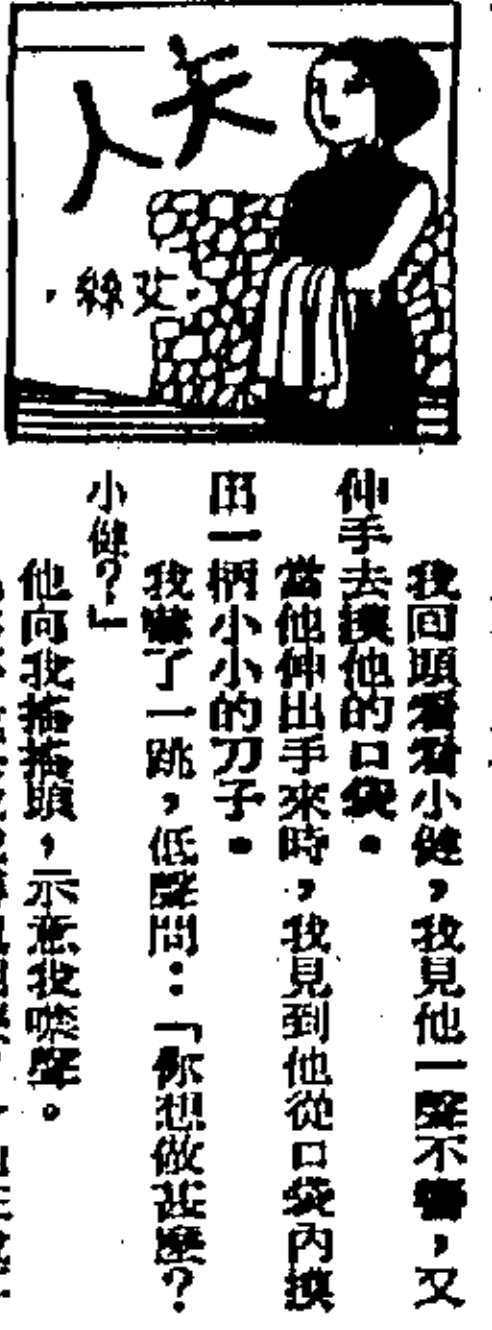 夫人
．艾絲．
我回頭看看小健，我見他一聲不響，又
伸手去摸他的口袋。
當他伸出手來時，我見到他從口袋內摸
出一柄小小的刀子。
我嚇了一跳，低聲問：「你想做甚麼？
小健？」
他向我搖搖頭，示意我噤聲。